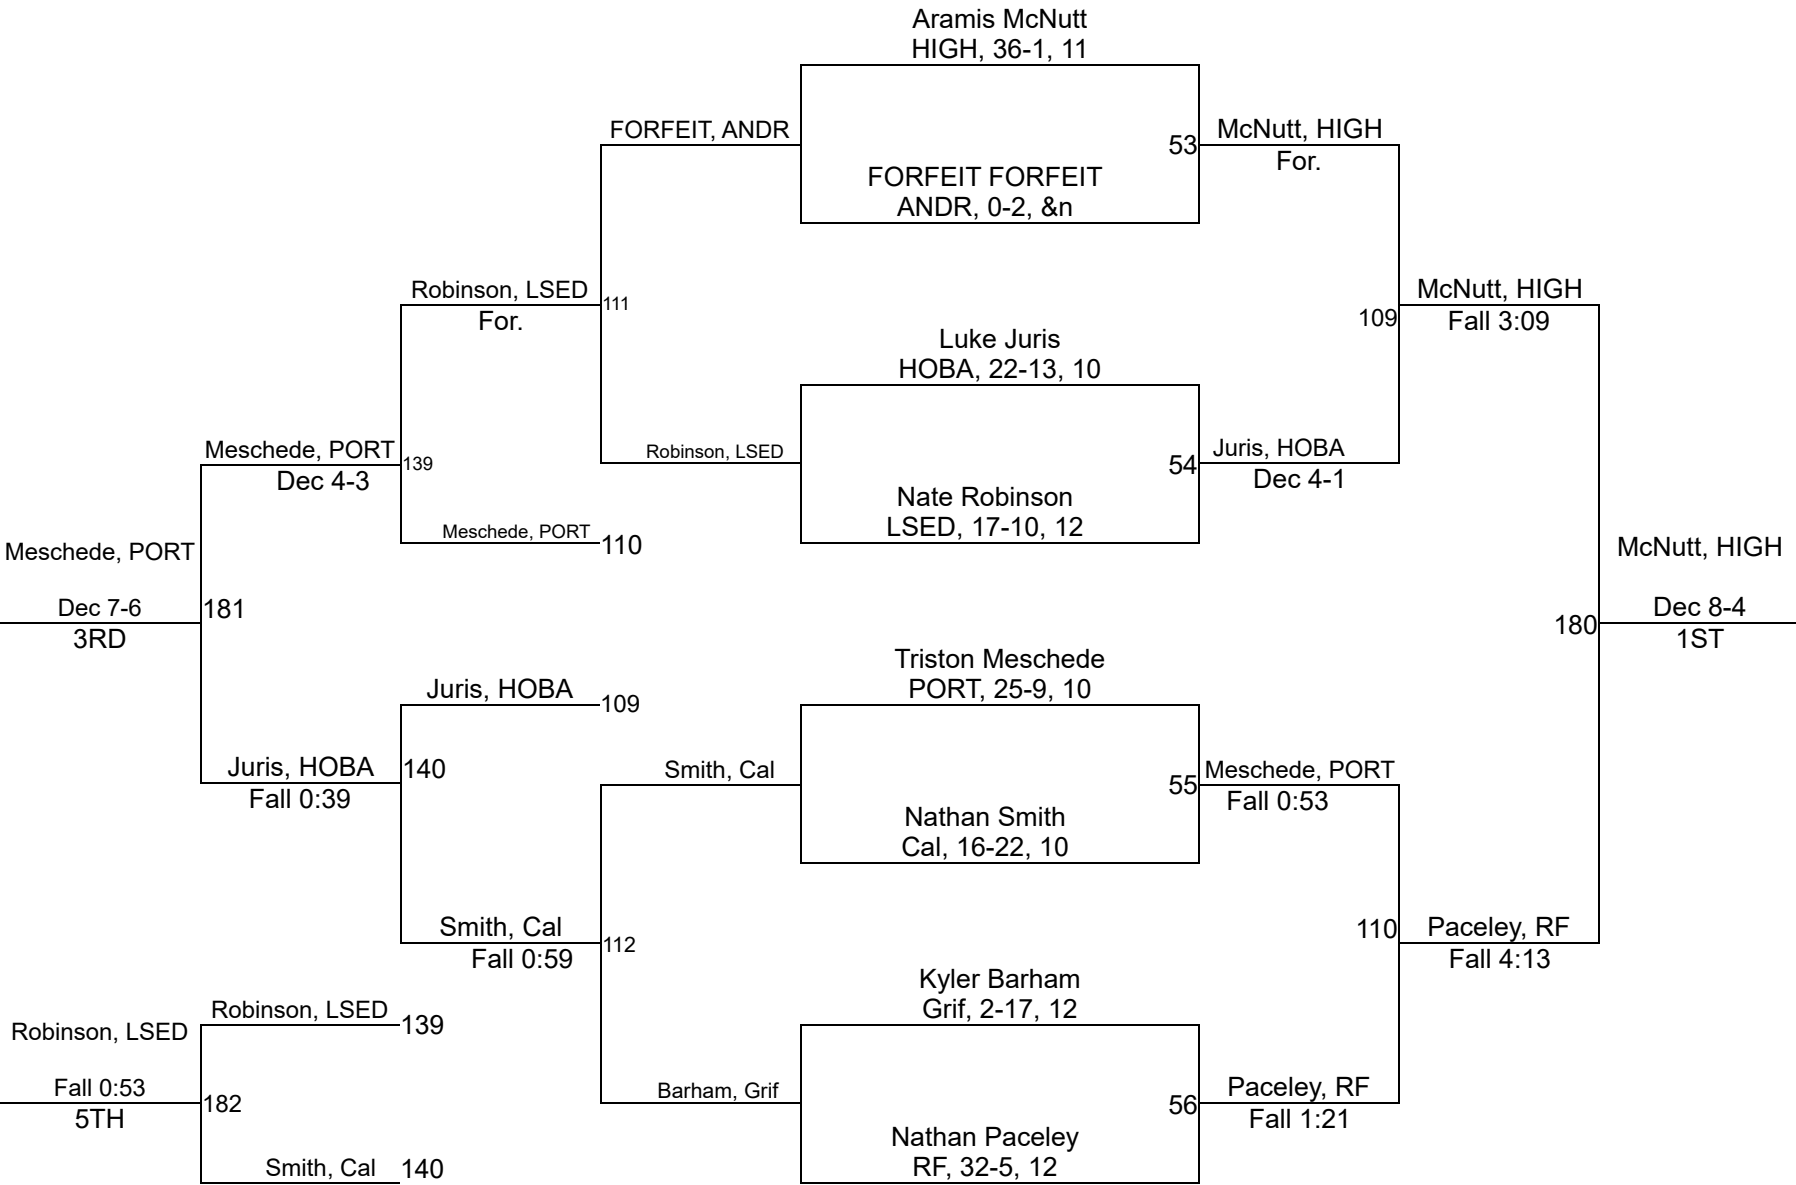 Aramis McNutt
HIGH, 36-1, 11
FORFEIT, ANDR
53
McNutt, HIGH
For.
FORFEIT FORFEIT
ANDR, 0-2, &n
Robinson, LSED
111
For.
McNutt, HIGH
109
Fall 3:09
Luke Juris
HOBA, 22-13, 10
Meschede, PORT
139
Dec 4-3
Robinson, LSED
54
Juris, HOBA
Dec 4-1
Nate Robinson
LSED, 17-10, 12
Meschede, PORT
110
Meschede, PORT
Dec 7-6
181
3RD
McNutt, HIGH
Dec 8-4
180
1ST
Triston Meschede
PORT, 25-9, 10
Juris, HOBA
109
Juris, HOBA
140
Fall 0:39
Smith, Cal
55
Meschede, PORT
Fall 0:53
Nathan Smith
Cal, 16-22, 10
Smith, Cal
112
Fall 0:59
110
Paceley, RF
Fall 4:13
Kyler Barham
Grif, 2-17, 12
Robinson, LSED
139
Robinson, LSED
Fall 0:53
182
5TH
Barham, Grif
56
Paceley, RF
Fall 1:21
Nathan Paceley
RF, 32-5, 12
Smith, Cal
140